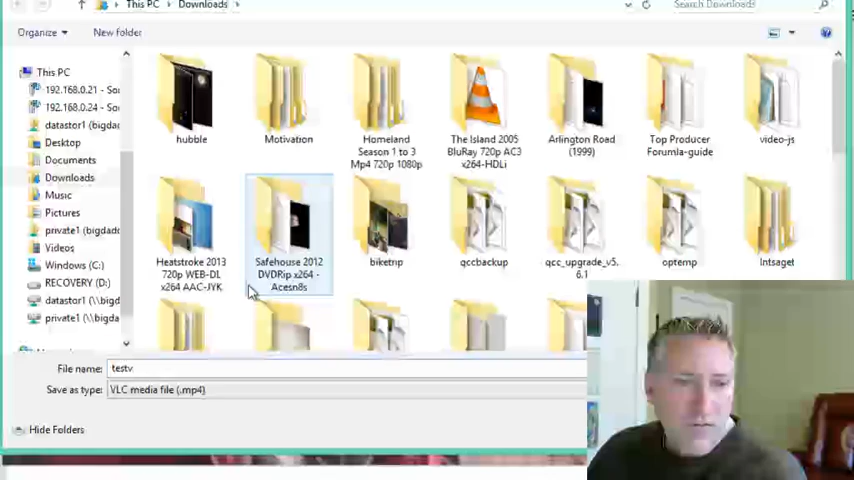 This PC
Downloads
Search Downloads
Organize
New folder
This PC
192.168.0.21 - So
192.168.0.24 - So
datastor1 (bigdad
Desktop
Documents
Downloads
Music
Pictures
private1 (\\bigdad
Videos
Windows (C:)
RECOVERY (D:)
datastor1 (\\bigda
private1 (\\bigda
hubble
Motivation
Homeland
Season 1 to 3
Mp4 720p 1080p
The Island 2005
BluRay 720p AC3
x264-HDLi
Arlington Road
(1999)
Top Producer
Forumla-guide
video-js
Heatstroke 2013
720p WEB-DL
x264 AAC-JYK
Safehouse 2012
DVDRip x264 -
Acesn8s
biketrip
qccbackup
qcc_upgrade_v5.
6.1
optemp
Intsaget
File name:
testv
Save as type:
VLC media file (.mp4)
Hide Folders